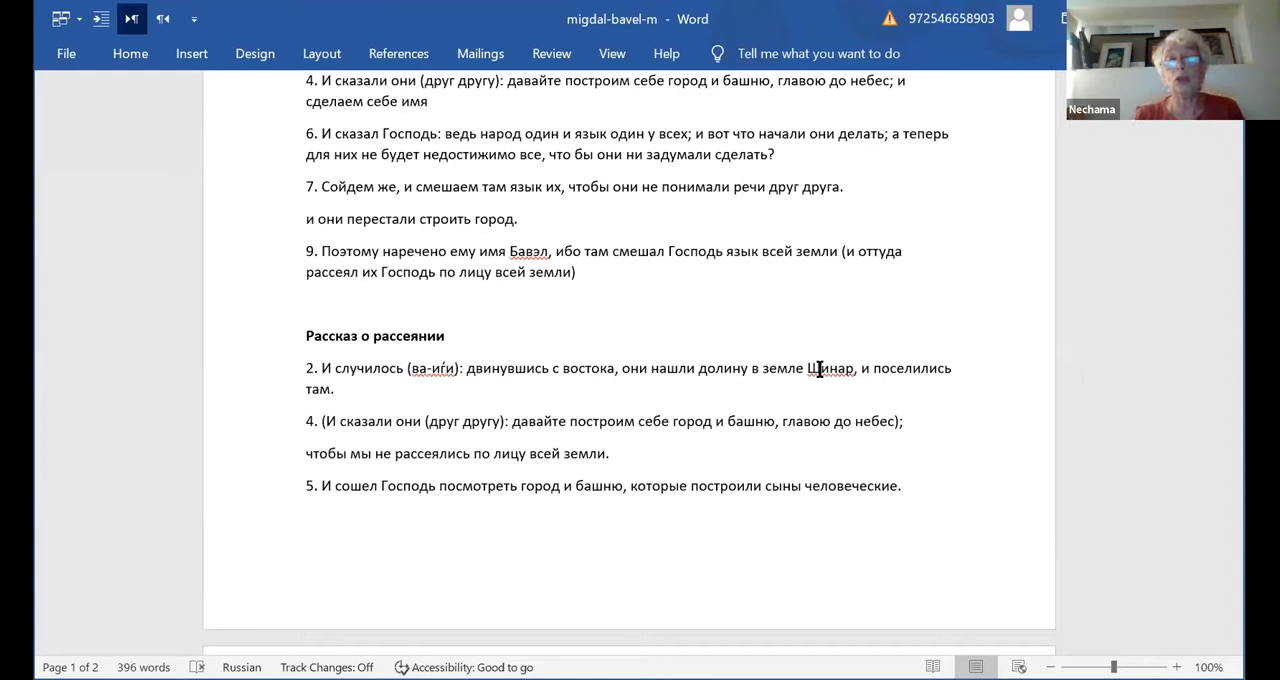 migdal-bavel-m - Word
972546658903
File Home Insert Design Layout References Mailings Review View Help Tell me what you want to do
Nechama
4. И сказали они (друг другу): давайте построим себе город и башню, главою до небес; и
сделаем себе имя
6. И сказал Господь: ведь народ один и язык один у всех; и вот что начали они делать; а теперь
для них не будет недостижимо все, что бы они ни задумали сделать?
7. Сойдем же, и смешаем там язык их, чтобы они не понимали речи друг друга.
и они перестали строить город.
9. Поэтому наречено ему имя Бавэл, ибо там смешал Господь язык всей земли (и оттуда
рассеял их Господь по лицу всей земли)
Рассказ о рассеянии
2. И случилось (ва-иѓи): двинувшись с востока, они нашли долину в земле Шинар, и поселились
там.
4. (И сказали они (друг другу): давайте построим себе город и башню, главою до небес);
чтобы мы не рассеялись по лицу всей земли.
5. И сошел Господь посмотреть город и башню, которые построили сыны человеческие.
Page 1 of 2 396 words Russian Track Changes: Off Accessibility: Good to go 100%